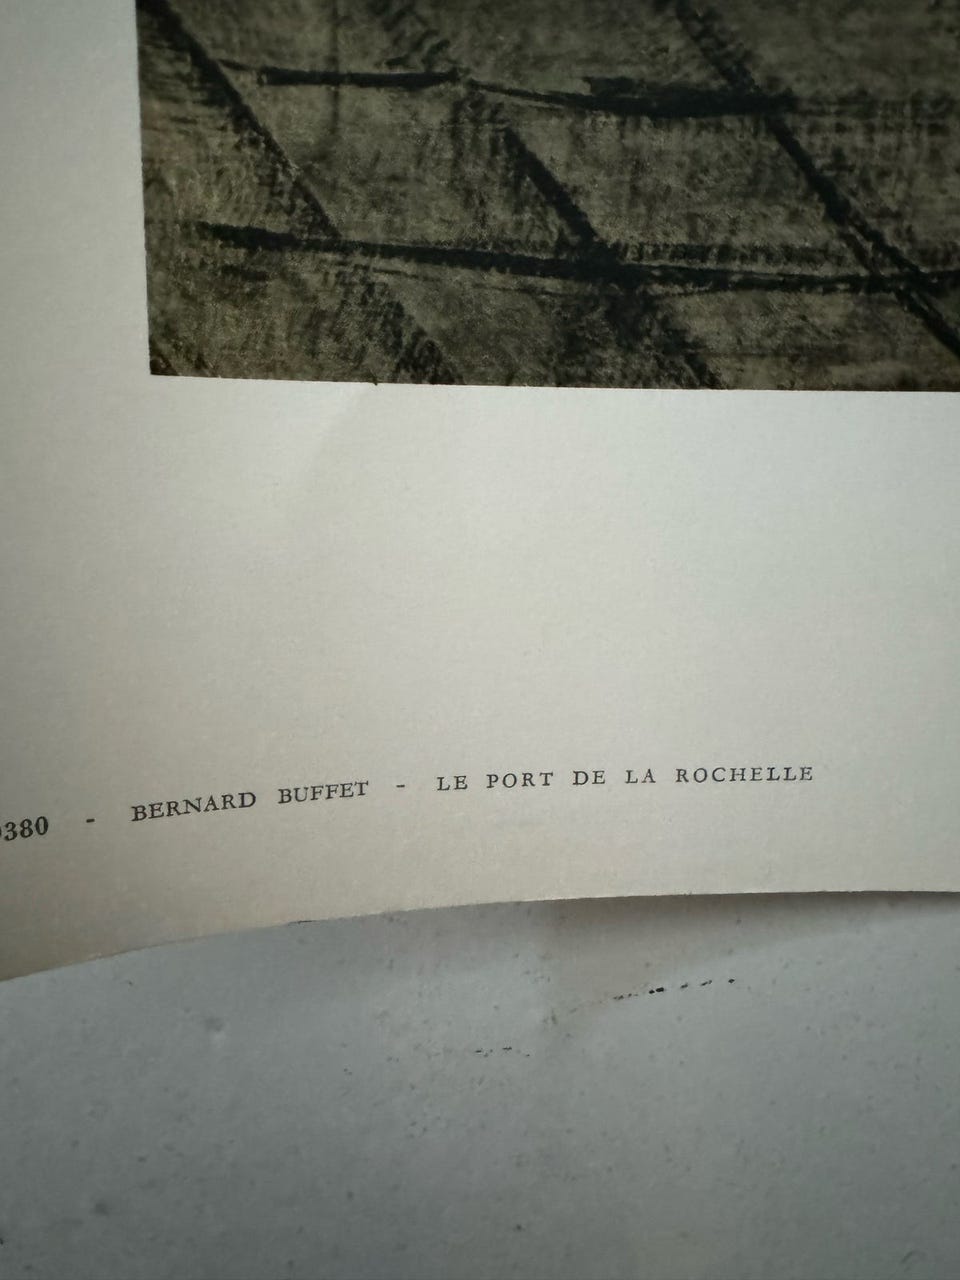 380 - BERNARD BUFFET - LE PORT DE LA ROCHELLE